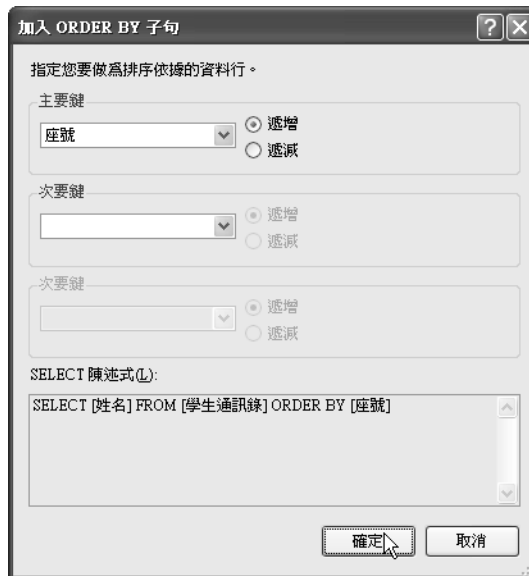 加入 ORDER BY 子句
指定您要做為排序依據的資料行。
主要鍵
座號
遞增
遞減
次要鍵
遞增
遞減
次要鍵
遞增
遞減
SELECT 陳述式(L):
SELECT [姓名] FROM [學生通訊錄] ORDER BY [座號]
確定
取消